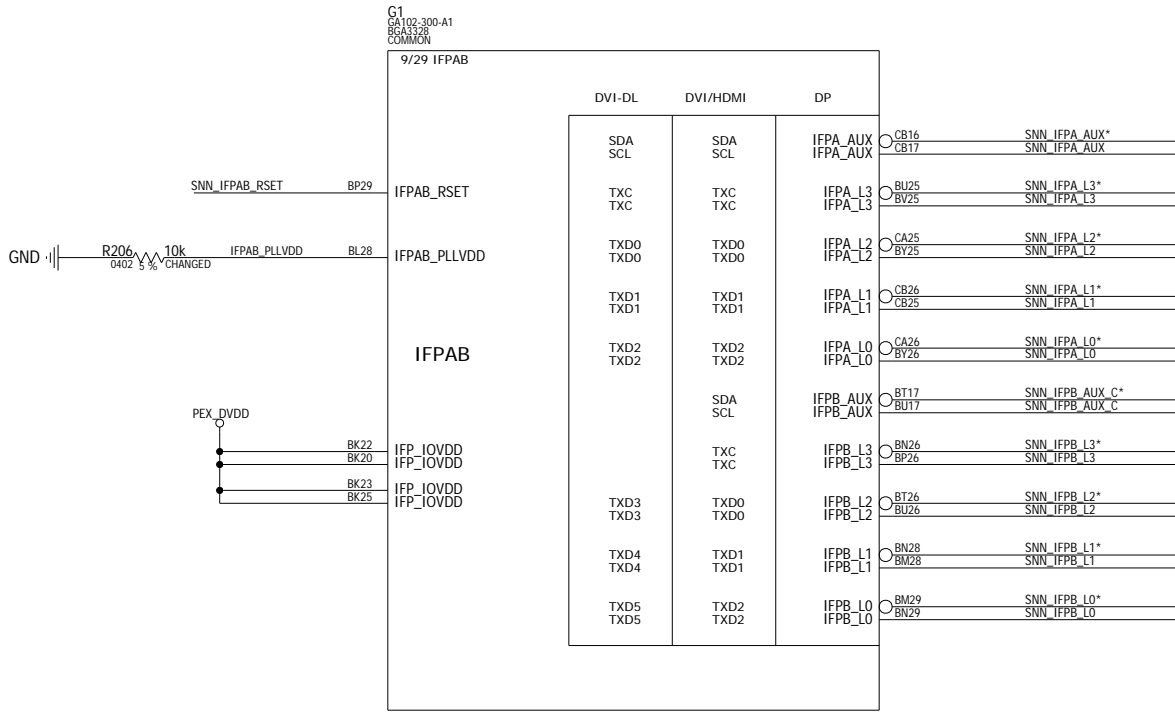 G1
GA102-300-A1
BGA3328
COMMON
9/29 IFPAB
DVI-DL DVI/HDMI DP
SDA SDA IFPA_AUX CB16 SNN_IFPA_AUX*
SCL SCL IFPA_AUX CB17 SNN_IFPA_AUX
SNN_IFPAB_RSET BP29 IFPAB_RSET
TXC TXC IFPA_L3 BU25 SNN_IFPA_L3*
TXC TXC IFPA_L3 BV25 SNN_IFPA_L3
GND R206 10k IFPAB_PLLVDD BL28 IFPAB_PLLVDD
0402 5 % CHANGED
TXD0 TXD0 IFPA_L2 CA25 SNN_IFPA_L2*
TXD0 TXD0 IFPA_L2 BY25 SNN_IFPA_L2
TXD1 TXD1 IFPA_L1 CB26 SNN_IFPA_L1*
TXD1 TXD1 IFPA_L1 CB25 SNN_IFPA_L1
IFPAB
TXD2 TXD2 IFPA_L0 CA26 SNN_IFPA_L0*
TXD2 TXD2 IFPA_L0 BY26 SNN_IFPA_L0
SDA IFPB_AUX BT17 SNN_IFPB_AUX_C*
SCL IFPB_AUX BU17 SNN_IFPB_AUX_C
PEX_DVDD
BK22 IFP_IOVDD
BK20 IFP_IOVDD
BK23 IFP_IOVDD
BK25 IFP_IOVDD
TXC IFPB_L3 BN26 SNN_IFPB_L3*
TXC IFPB_L3 BP26 SNN_IFPB_L3
TXD3 TXD0 IFPB_L2 BT26 SNN_IFPB_L2*
TXD3 TXD0 IFPB_L2 BU26 SNN_IFPB_L2
TXD4 TXD1 IFPB_L1 BN28 SNN_IFPB_L1*
TXD4 TXD1 IFPB_L1 BM28 SNN_IFPB_L1
TXD5 TXD2 IFPB_L0 BM29 SNN_IFPB_L0*
TXD5 TXD2 IFPB_L0 BN29 SNN_IFPB_L0